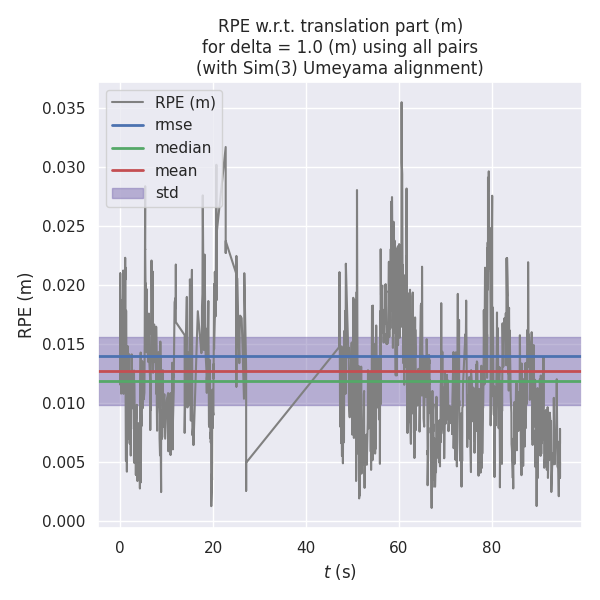 RPE w.r.t. translation part (m)
for delta = 1.0 (m) using all pairs
(with Sim(3) Umeyama alignment)
RPE (m)
rmse
median
mean
std
0.035
0.030
0.025
0.020
0.015
0.010
0.005
0.000
RPE (m)
0
20
40
60
80
t (s)